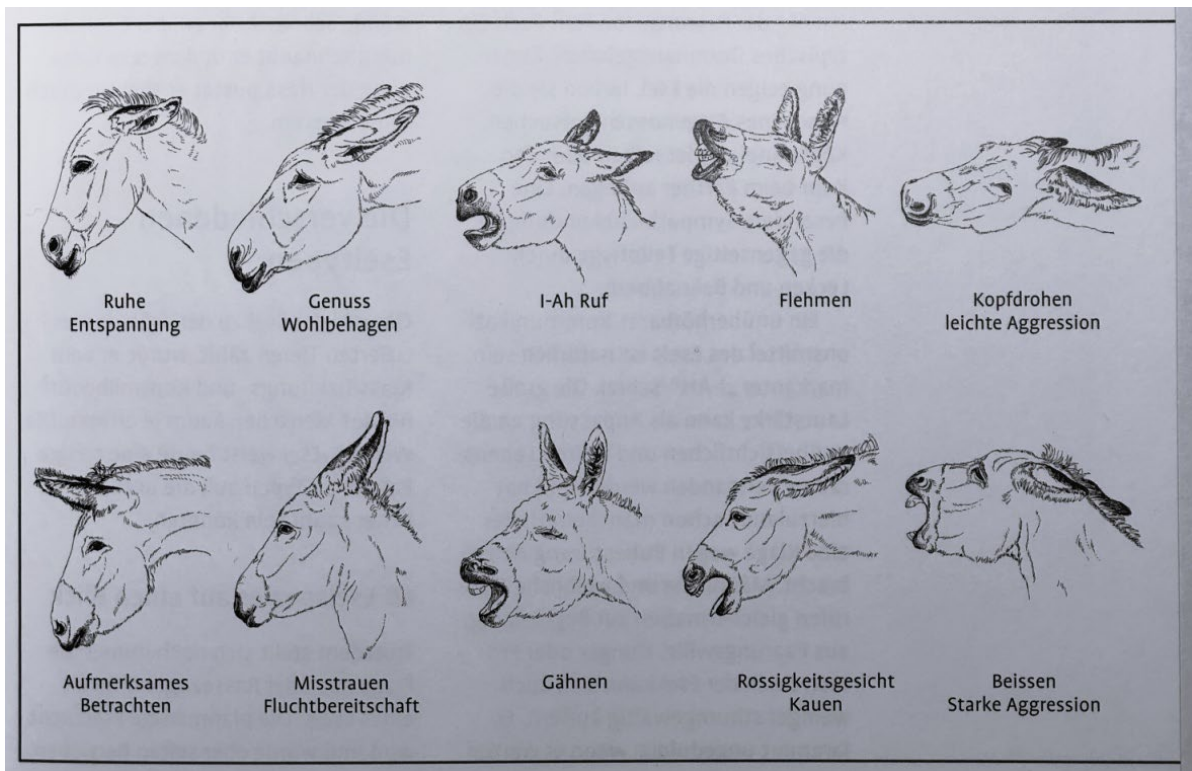 Ruhe
Entspannung
Genuss
Wohlbehagen
I-Ah Ruf
Flehmen
Kopfdrohen
leichte Aggression
Aufmerksames
Betrachten
Misstrauen
Fluchtbereitschaft
Gähnen
Rossigkeitsgesicht
Kauen
Beissen
Starke Aggression